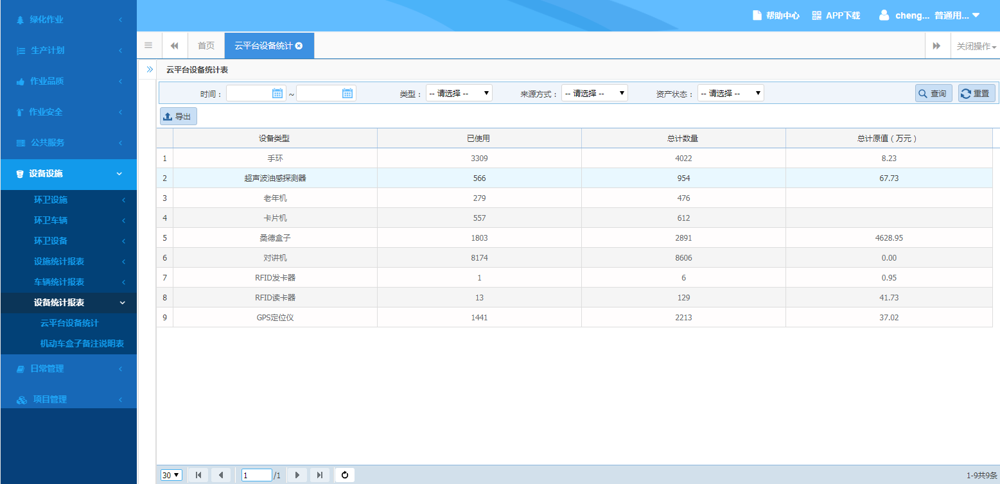 帮助中心 APP下载 cheng... 普通用...
首页 云平台设备统计 关闭操作
绿化作业
生产计划
作业品质
作业安全
公共服务
设备设施
环卫设施
环卫车辆
环卫设备
设施统计报表
车辆统计报表
设备统计报表
云平台设备统计
机动车盒子备注说明表
日常管理
项目管理
云平台设备统计表
时间： ~ 类型： -- 请选择 -- 来源方式： -- 请选择 -- 资产状态： -- 请选择 -- 查询 重置
导出
设备类型 已使用 总计数量 总计原值（万元）
1 手环 3309 4022 8.23
2 超声波油感探测器 566 954 67.73
3 老年机 279 476
4 卡片机 557 612
5 桑德盒子 1803 2891 4628.95
6 对讲机 8174 8606 0.00
7 RFID发卡器 1 6 0.95
8 RFID读卡器 13 129 41.73
9 GPS定位仪 1441 2213 37.02
30 1 /1 1-9共9条